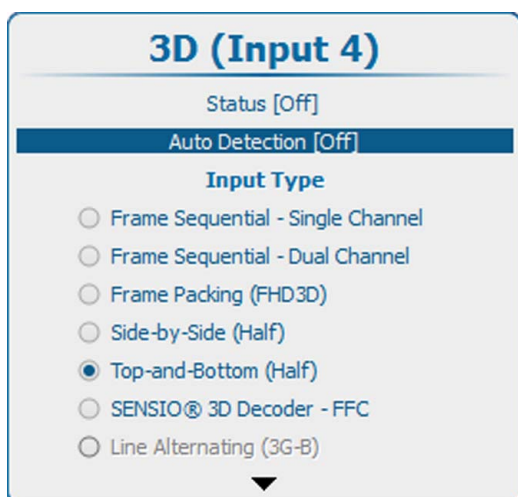 3D (Input 4)
Status [Off]
Auto Detection [Off]
Input Type
Frame Sequential - Single Channel
Frame Sequential - Dual Channel
Frame Packing (FHD3D)
Side-by-Side (Half)
Top-and-Bottom (Half)
SENSIO® 3D Decoder - FFC
Line Alternating (3G-B)